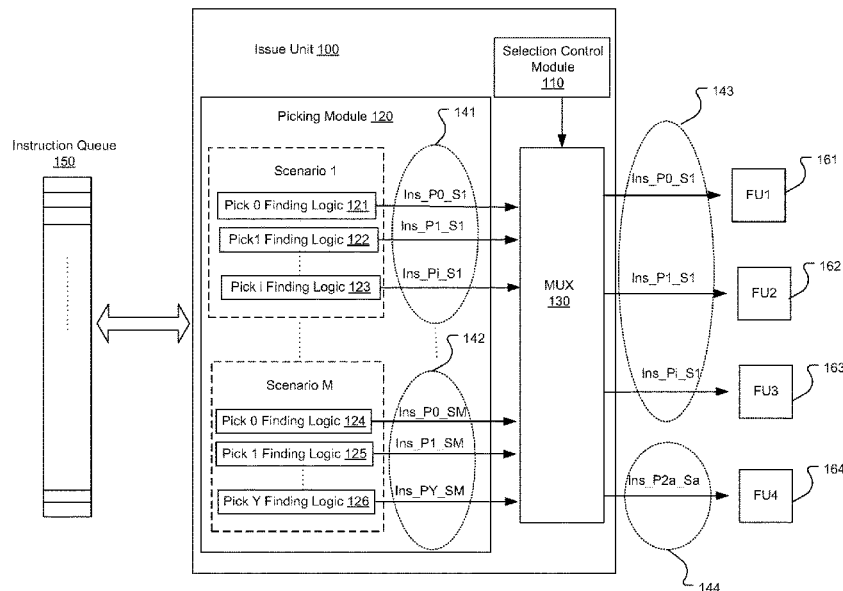 Issue Unit 100
Selection Control
Module
110
Picking Module 120
141
143
Instruction Queue
150
Scenario 1
Pick 0 Finding Logic 121
Ins_P0_S1
Pick1 Finding Logic 122
Ins_P1_S1
Pick i Finding Logic 123
Ins_Pi_S1
MUX
130
Ins_P0_S1
FU1
161
Ins_P1_S1
FU2
162
Ins_Pi_S1
FU3
163
142
Scenario M
Pick 0 Finding Logic 124
Ins_P0_SM
Pick 1 Finding Logic 125
Ins_P1_SM
Pick Y Finding Logic 126
Ins_PY_SM
Ins_P2a_Sa
FU4
164
144